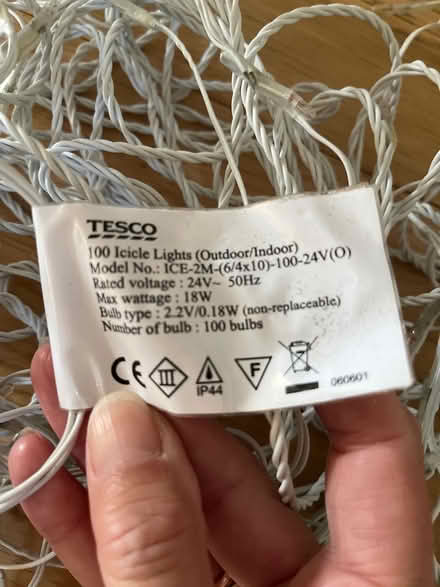 TESCO
100 Icicle Lights (Outdoor/Indoor)
Model No.: ICE-2M-(6/4x10)-100-24V(O)
Rated voltage : 24V~ 50Hz
Max wattage : 18W
Bulb type : 2.2V/0.18W (non-replaceable)
Number of bulb : 100 bulbs
CE III IP44 F 060601